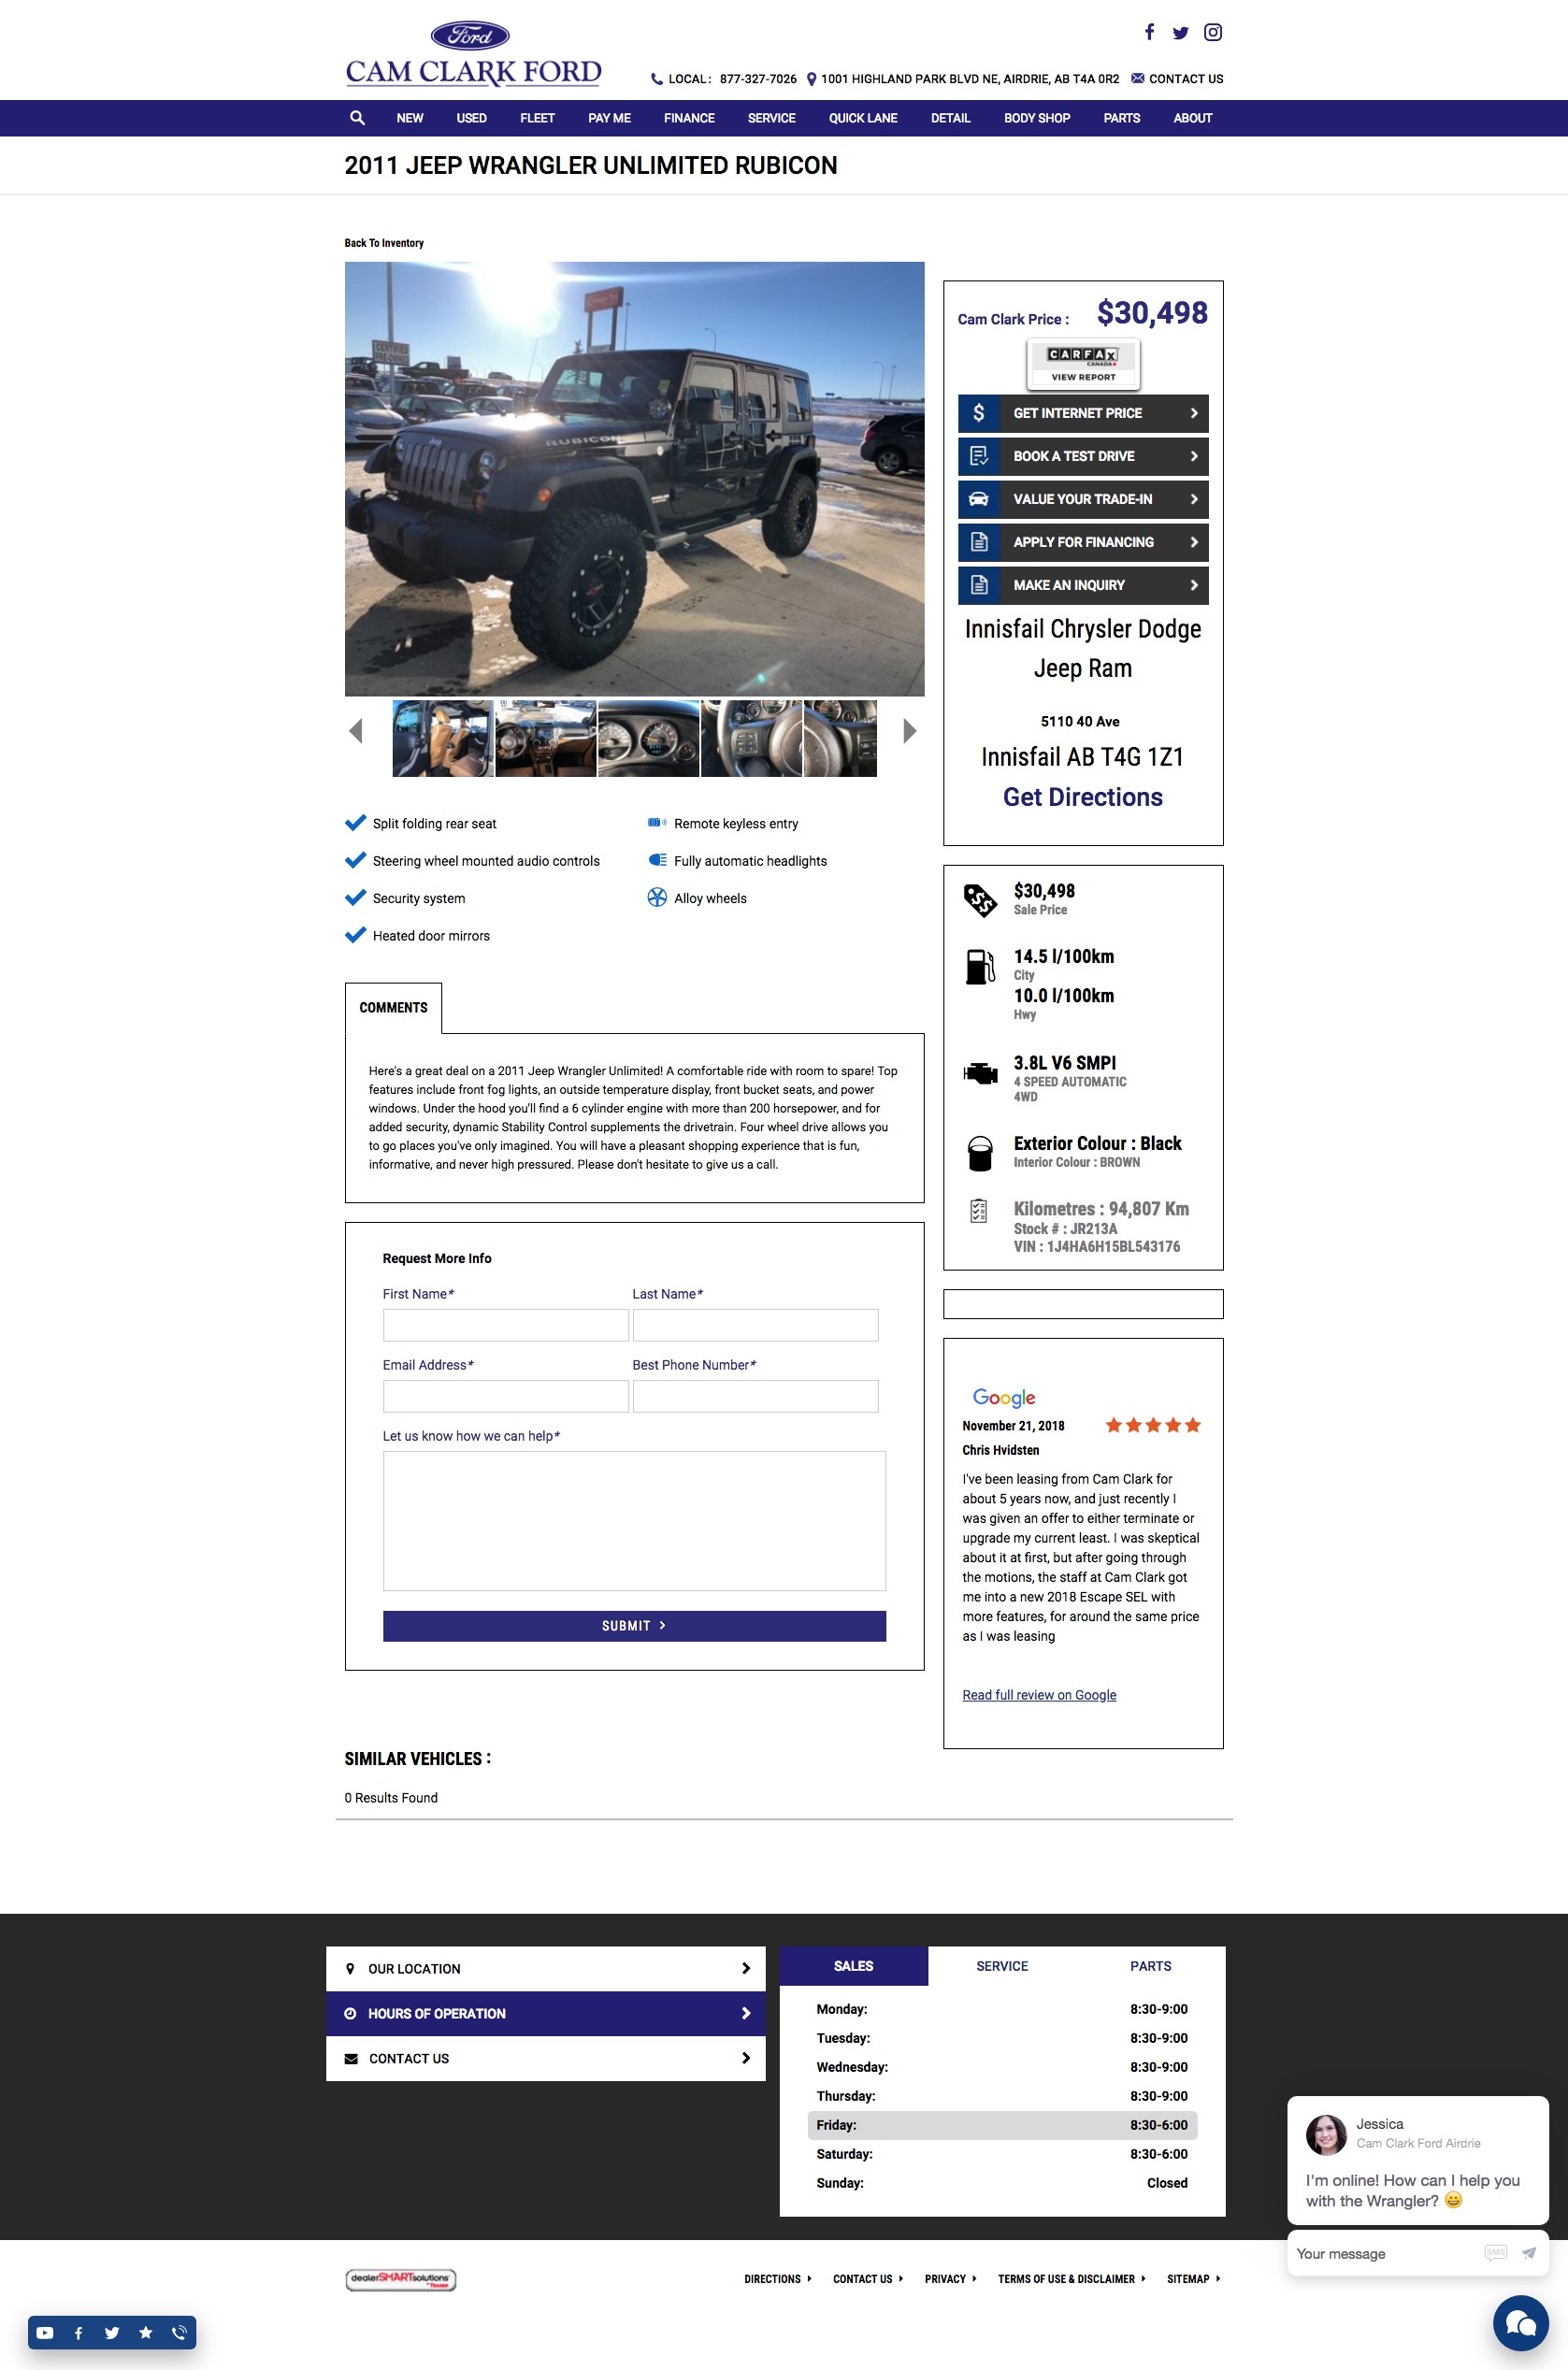 Ford
CAM CLARK FORD
LOCAL: 877-327-7026 1001 HIGHLAND PARK BLVD NE, AIRDRIE, AB T4A 0R2 CONTACT US
NEW USED FLEET PAY ME FINANCE SERVICE QUICK LANE DETAIL BODY SHOP PARTS ABOUT
2011 JEEP WRANGLER UNLIMITED RUBICON
Back To Inventory
CERTIFIED
PRE-OWNED
Jeep
RUBICON
Split folding rear seat
Steering wheel mounted audio controls
Security system
Heated door mirrors
Remote keyless entry
Fully automatic headlights
Alloy wheels
COMMENTS
Here's a great deal on a 2011 Jeep Wrangler Unlimited! A comfortable ride with room to spare! Top
features include front fog lights, an outside temperature display, front bucket seats, and power
windows. Under the hood you'll find a 6 cylinder engine with more than 200 horsepower, and for
added security, dynamic Stability Control supplements the drivetrain. Four wheel drive allows you
to go places you've only imagined. You will have a pleasant shopping experience that is fun,
informative, and never high pressured. Please don't hesitate to give us a call.
Request More Info
First Name* Last Name*
Email Address* Best Phone Number*
Let us know how we can help*
SUBMIT
Cam Clark Price : $30,498
CARFAX
CANADA
VIEW REPORT
$ GET INTERNET PRICE
BOOK A TEST DRIVE
VALUE YOUR TRADE-IN
APPLY FOR FINANCING
MAKE AN INQUIRY
Innisfail Chrysler Dodge
Jeep Ram
5110 40 Ave
Innisfail AB T4G 1Z1
Get Directions
$$
$30,498
Sale Price
14.5 l/100km
City
10.0 l/100km
Hwy
3.8L V6 SMPI
4 SPEED AUTOMATIC
4WD
Exterior Colour : Black
Interior Colour : BROWN
Kilometres : 94,807 Km
Stock # : JR213A
VIN : 1J4HA6H15BL543176
Google
November 21, 2018
Chris Hvidsten
I've been leasing from Cam Clark for
about 5 years now, and just recently I
was given an offer to either terminate or
upgrade my current least. I was skeptical
about it at first, but after going through
the motions, the staff at Cam Clark got
me into a new 2018 Escape SEL with
more features, for around the same price
as I was leasing
Read full review on Google
SIMILAR VEHICLES :
0 Results Found
OUR LOCATION
HOURS OF OPERATION
CONTACT US
SALES SERVICE PARTS
Monday: 8:30-9:00
Tuesday: 8:30-9:00
Wednesday: 8:30-9:00
Thursday: 8:30-9:00
Friday: 8:30-6:00
Saturday: 8:30-6:00
Sunday: Closed
Jessica
Cam Clark Ford Airdrie
I'm online! How can I help you
with the Wrangler? 😀
Your message SMS
dealerSMARTsolutions
DIRECTIONS CONTACT US PRIVACY TERMS OF USE & DISCLAIMER SITEMAP